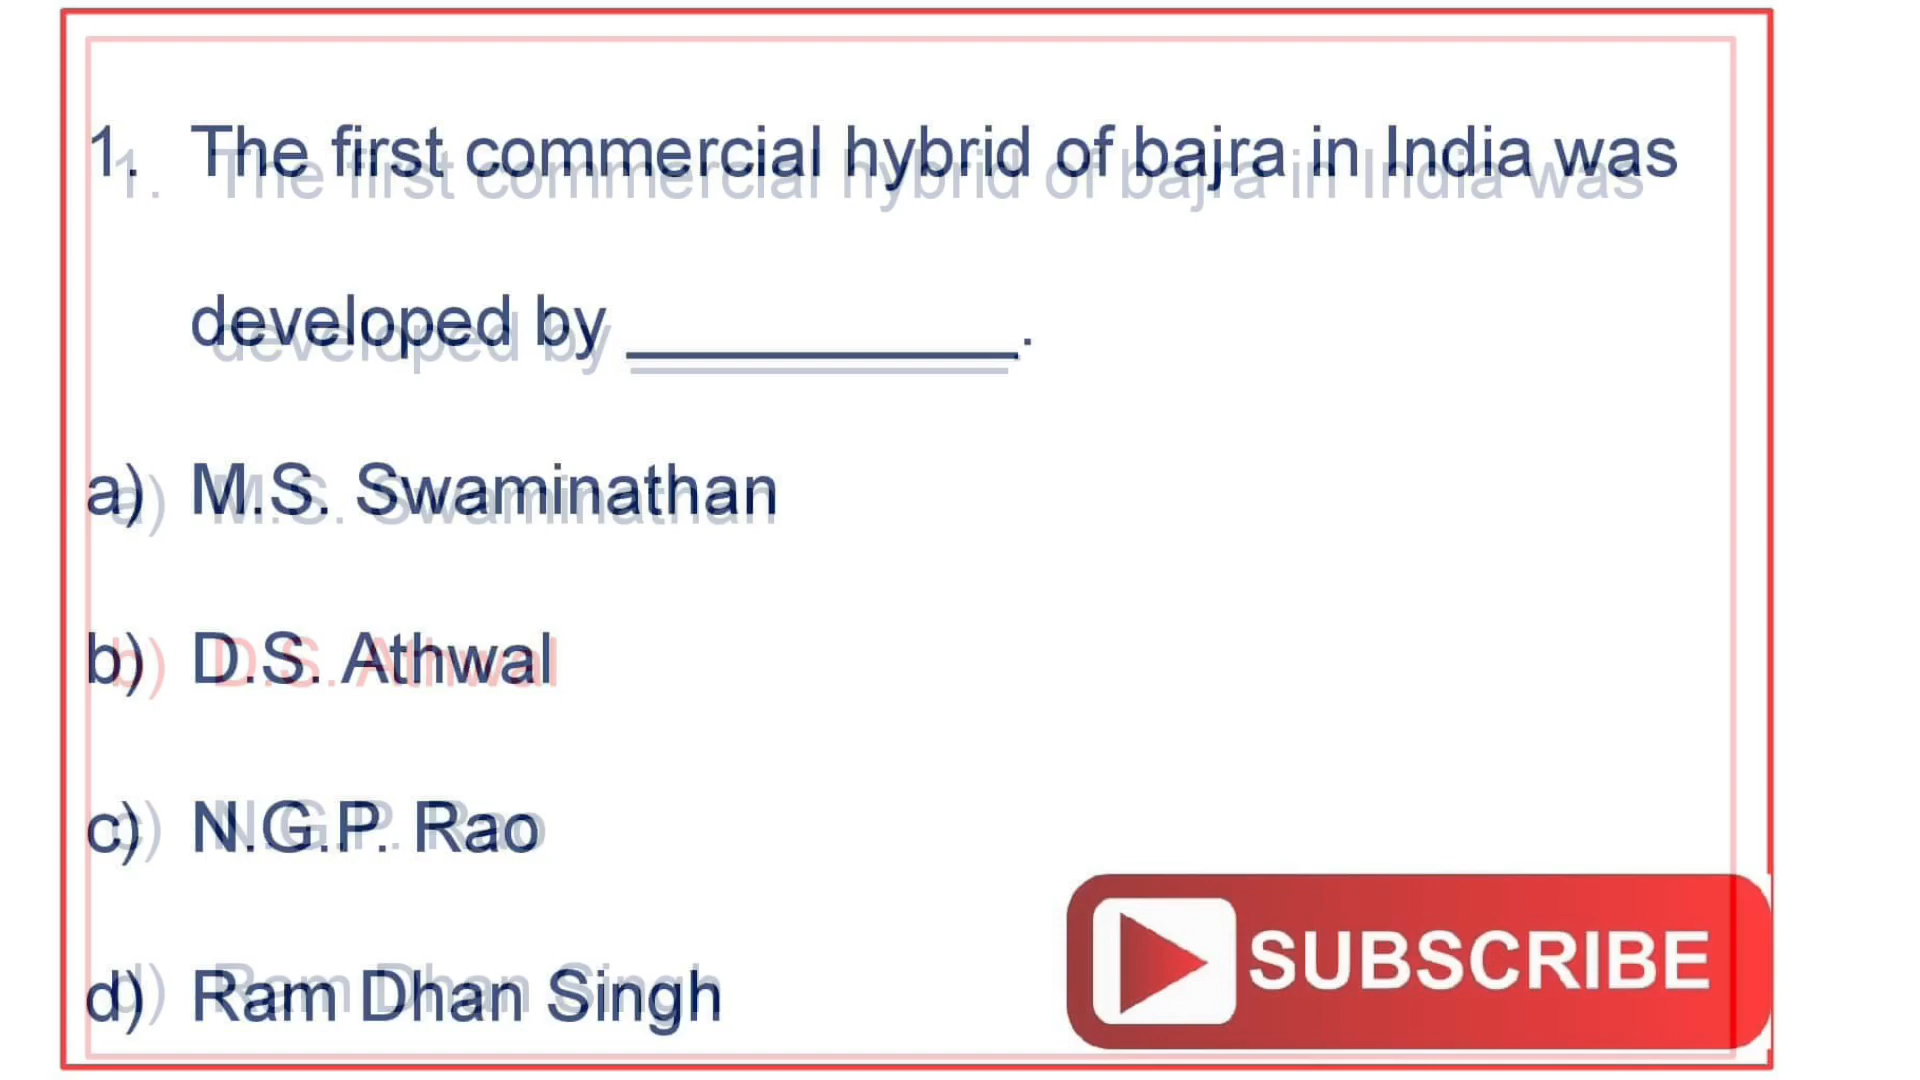 1. The first commercial hybrid of bajra in India was
developed by ____________.
a) M.S. Swaminathan
b) D.S. Athwal
c) N.G.P. Rao
d) Ram Dhan Singh
SUBSCRIBE